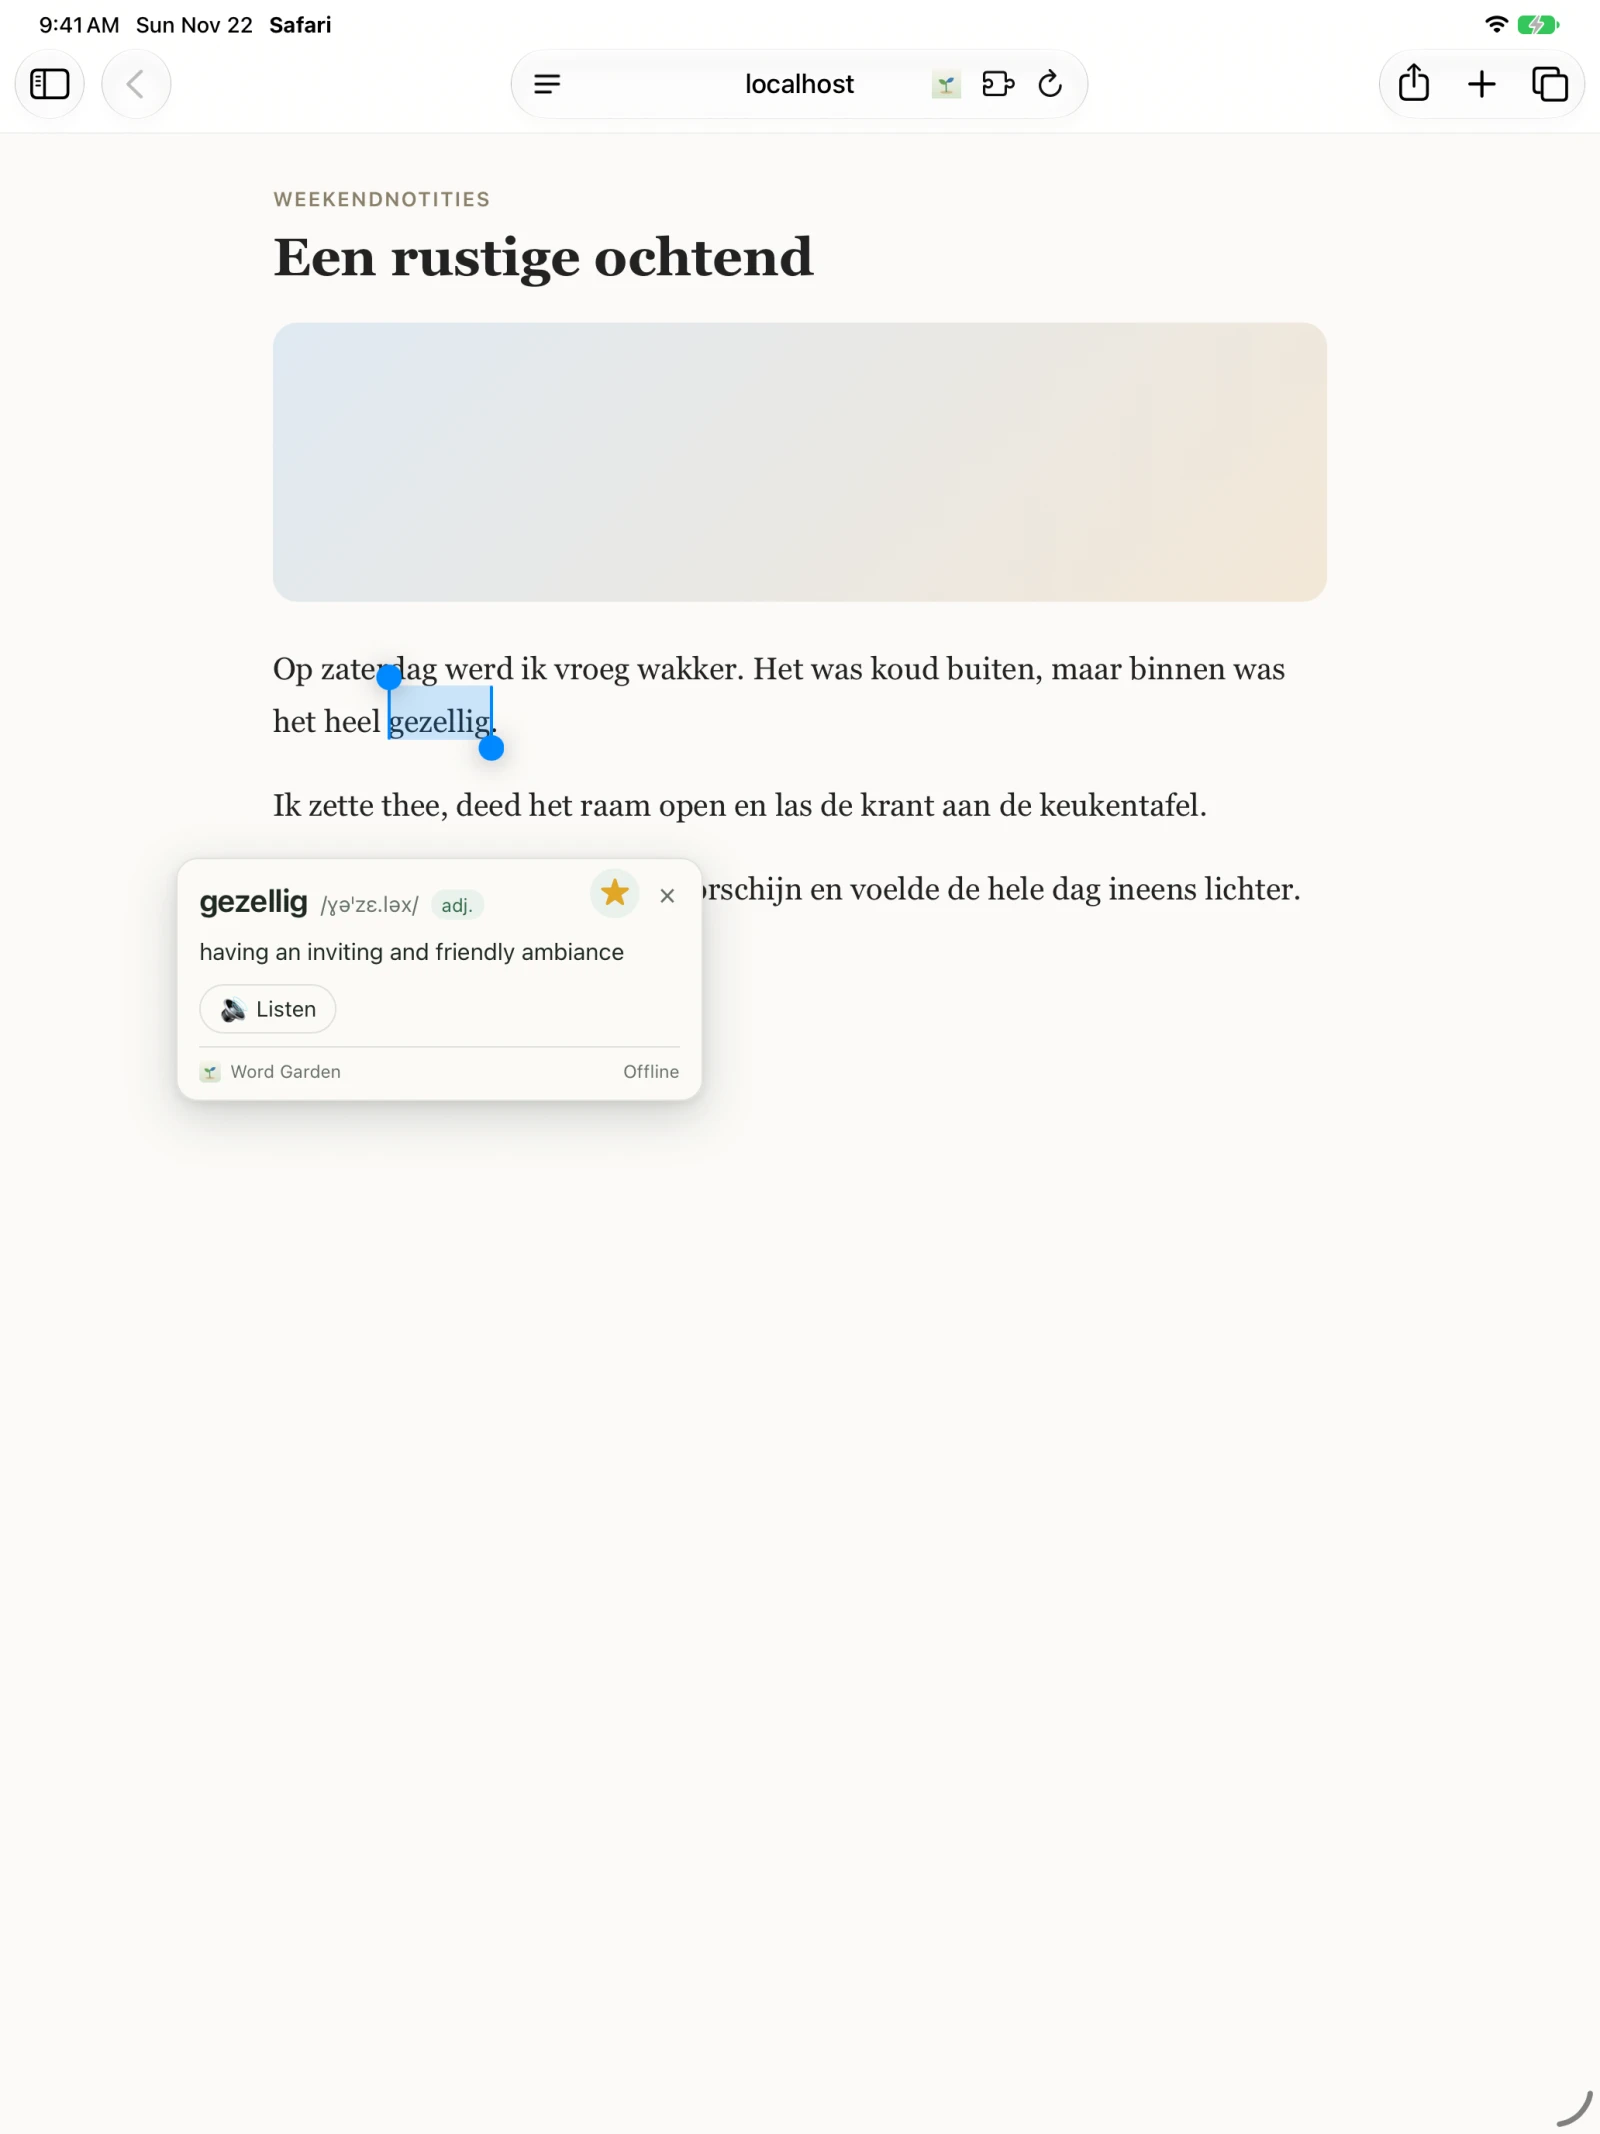 9:41 AM Sun Nov 22 Safari
localhost
WEEKENDNOTITIES
Een rustige ochtend
Op zaterdag werd ik vroeg wakker. Het was koud buiten, maar binnen was
het heel gezellig.
Ik zette thee, deed het raam open en las de krant aan de keukentafel.
en voelde de hele dag ineens lichter.
gezellig /ɣəˈzɛ.ləx/ adj.
having an inviting and friendly ambiance
Listen
Word Garden
Offline